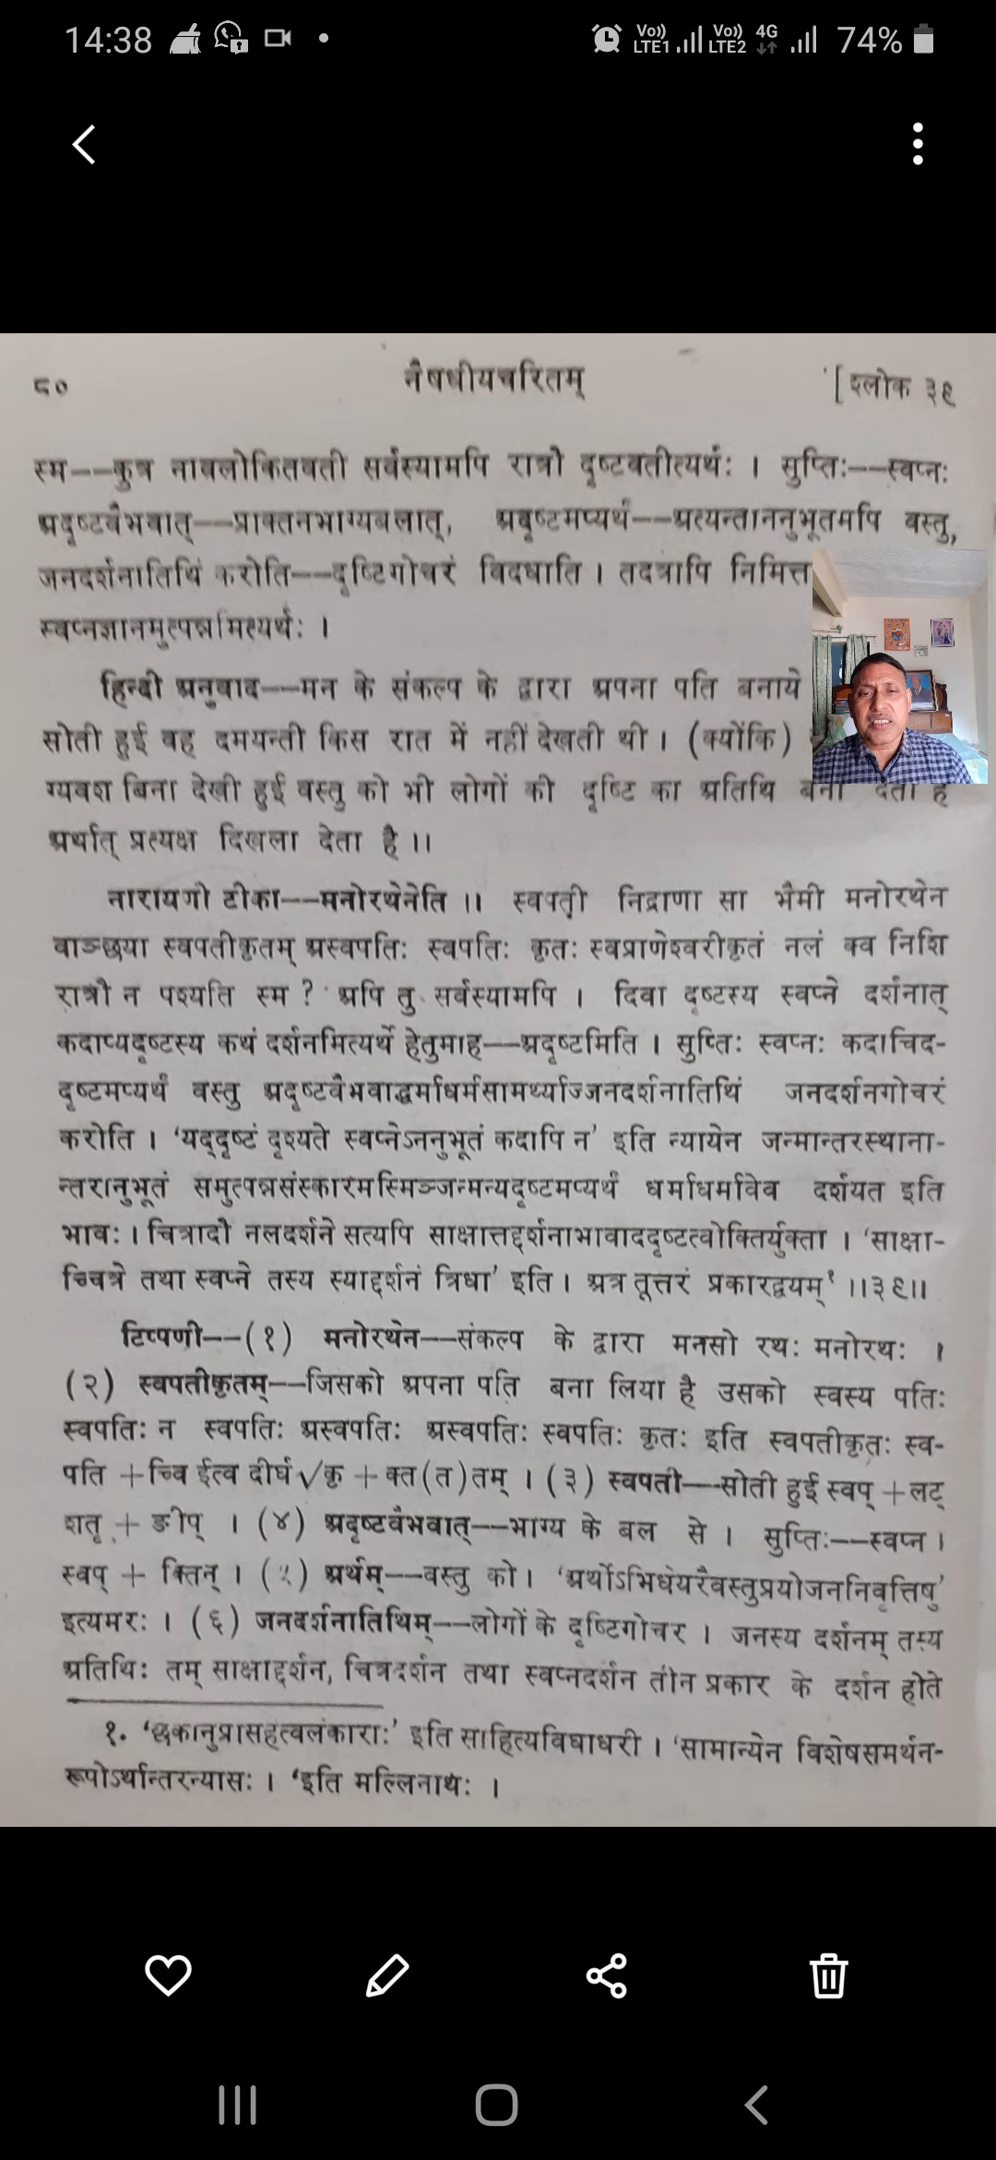 14:38
Vo)) LTE1 Vo)) LTE2 4G 74%
८० नैषधीयचरितम् [ श्लोक ३९
स्म––कुत्र नावलोकितवती सर्वस्यामपि रात्रौ दृष्टवतीत्यर्थः । सुप्तिः––स्वप्नः
अदृष्टवैभवात्––प्राक्तनभाग्यबलात्, अदृष्टमप्यर्थं––अत्यन्ताननुभूतमपि वस्तु,
जनदर्शनातिथिं करोति––दृष्टिगोचरं विदधाति । तदत्रापि निमित्त
स्वप्नज्ञानमुत्पन्नमित्यर्थः ।
हिन्दी अनुवाद––मन के संकल्प के द्वारा अपना पति बनाये
सोती हुई वह दमयन्ती किस रात में नहीं देखती थी । (क्योंकि)
ग्यवश बिना देखी हुई वस्तु को भी लोगों की दृष्टि का अतिथि बना देता है
अर्थात् प्रत्यक्ष दिखला देता है ।।
नारायणी टीका––मनोरथेनेति ।। स्वपती निद्राणा सा भैमी मनोरथेन
वाञ्छया स्वपतीकृतम् अस्वपतिः स्वपतिः कृतः स्वप्राणेश्वरीकृतं नलं क्व निशि
रात्रौ न पश्यति स्म ? अपि तु सर्वस्यामपि । दिवा दृष्टस्य स्वप्ने दर्शनात्
कदाप्यदृष्टस्य कथं दर्शनमित्यर्थे हेतुमाह––अदृष्टमिति । सुप्तिः स्वप्नः कदाचिद-
दृष्टमप्यर्थं वस्तु अदृष्टवैभवाद्धर्माधर्मसामर्थ्याज्जनदर्शनातिथिं जनदर्शनगोचरं
करोति । 'यद्दृष्टं दृश्यते स्वप्नेऽननुभूतं कदापि न' इति न्यायेन जन्मान्तरस्थाना-
न्तरानुभूतं समुत्पन्नसंस्कारमस्मिञ्जन्मन्यदृष्टमप्यर्थं धर्माधर्मावेव दर्शयत इति
भावः । चित्रादौ नलदर्शने सत्यपि साक्षात्तद्दर्शनाभावाददृष्टत्वोक्तिर्युक्ता । 'साक्षा-
च्चित्रे तथा स्वप्ने तस्य स्याद्दर्शनं त्रिधा' इति । अत्र तूत्तरं प्रकारद्वयम्¹ ।।३९।।
टिप्पणी––(१) मनोरथेन––संकल्प के द्वारा मनसो रथः मनोरथः ।
(२) स्वपतीकृतम्––जिसको अपना पति बना लिया है उसको स्वस्य पतिः
स्वपतिः न स्वपतिः अस्वपतिः अस्वपतिः स्वपतिः कृतः इति स्वपतीकृतः स्व-
पति + च्वि ईत्व दीर्घ √कृ + क्त (त) तम् । (३) स्वपती––सोती हुई स्वप् + लट्
शतृ + ङीप् । (४) अदृष्टवैभवात्––भाग्य के बल से । सुप्तिः––स्वप्न ।
स्वप् + क्तिन् । (५) अर्थम्––वस्तु को । 'अर्थोऽभिधेयरैवस्तुप्रयोजननिवृत्तिषु'
इत्यमरः । (६) जनदर्शनातिथिम्––लोगों के दृष्टिगोचर । जनस्य दर्शनम् तस्य
अतिथिः तम् साक्षाद्दर्शन, चित्रदर्शन तथा स्वप्नदर्शन तीन प्रकार के दर्शन होते
१. 'छेकानुप्रासहेत्वलंकाराः' इति साहित्यविद्याधरी । 'सामान्येन विशेषसमर्थन-
रूपोऽर्थान्तरन्यासः । 'इति मल्लिनाथः ।